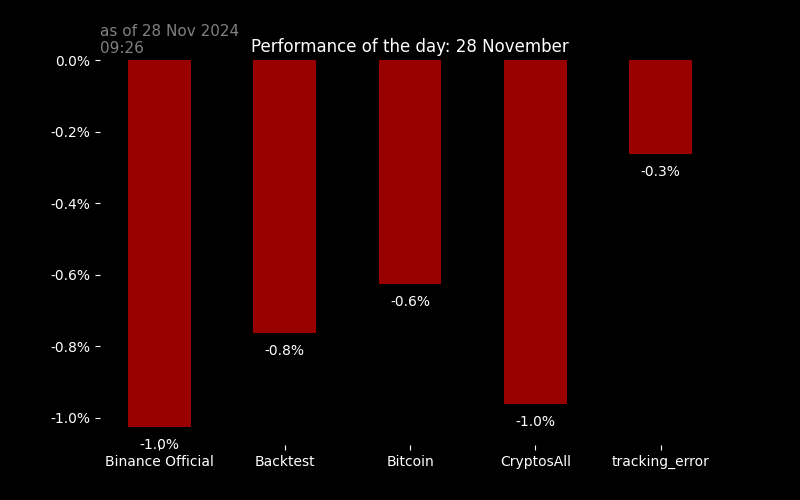 as of 28 Nov 2024
09:26
Performance of the day: 28 November
0.0%
-0.2%
-0.4%
-0.6%
-0.8%
-1.0%
-1.0%
-0.8%
-0.6%
-1.0%
-0.3%
Binance Official
Backtest
Bitcoin
CryptosAll
tracking_error